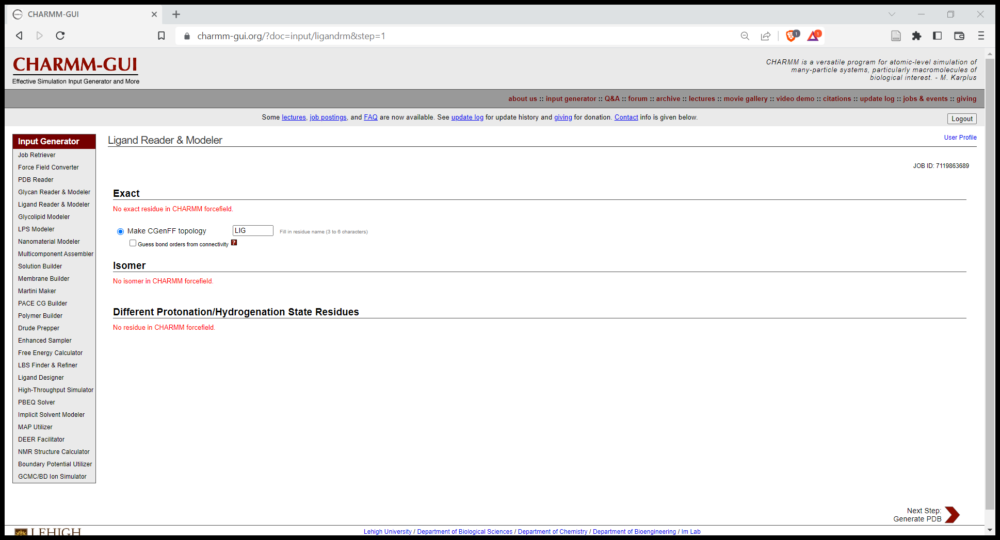 CHARMM-GUI
charmm-gui.org/?doc=input/ligandrm&step=1
1
1
CHARMM-GUI
Effective Simulation Input Generator and More
CHARMM is a versatile program for atomic-level simulation of
many-particle systems, particularly macromolecules of
biological interest. - M. Karplus
about us :: input generator :: Q&A :: forum :: archive :: lectures :: movie gallery :: video demo :: citations :: update log :: jobs & events :: giving
Some lectures, job postings, and FAQ are now available. See update log for update history and giving for donation. Contact info is given below.
Logout
Input Generator
Job Retriever
Force Field Converter
PDB Reader
Glycan Reader & Modeler
Ligand Reader & Modeler
Glycolipid Modeler
LPS Modeler
Nanomaterial Modeler
Multicomponent Assembler
Solution Builder
Membrane Builder
Martini Maker
PACE CG Builder
Polymer Builder
Drude Prepper
Enhanced Sampler
Free Energy Calculator
LBS Finder & Refiner
Ligand Designer
High-Throughput Simulator
PBEQ Solver
Implicit Solvent Modeler
MAP Utilizer
DEER Facilitator
NMR Structure Calculator
Boundary Potential Utilizer
GCMC/BD Ion Simulator
Ligand Reader & Modeler
User Profile
JOB ID: 7119863689
Exact
No exact residue in CHARMM forcefield.
Make CGenFF topology LIG Fill in residue name (3 to 6 characters)
Guess bond orders from connectivity ?
Isomer
No isomer in CHARMM forcefield.
Different Protonation/Hydrogenation State Residues
No residue in CHARMM forcefield.
Next Step:
Generate PDB
LEHIGH
Lehigh University / Department of Biological Sciences / Department of Chemistry / Department of Bioengineering / Im Lab